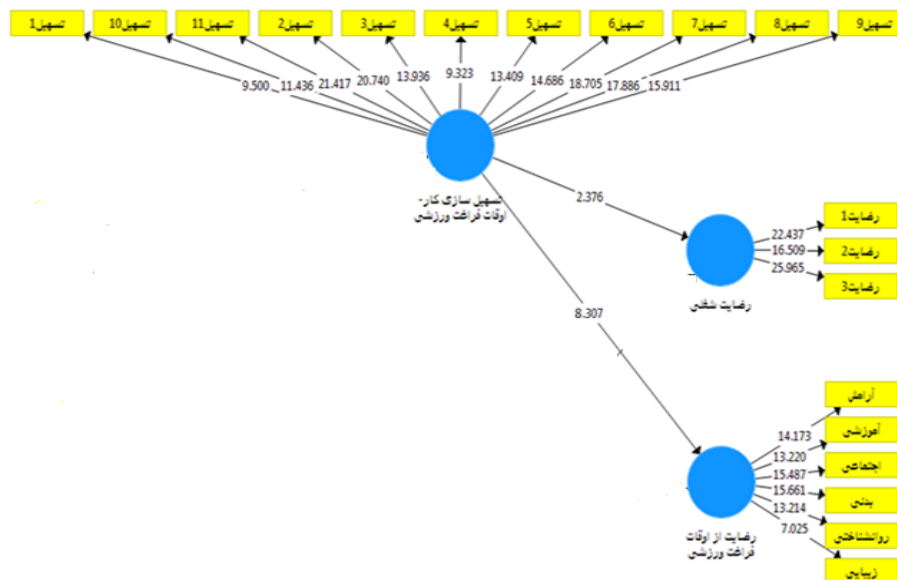 تسهیل1 تسهیل10 تسهیل11 تسهیل2 تسهیل3 تسهیل4 تسهیل5 تسهیل6 تسهیل7 تسهیل8 تسهیل9
9.500 11.436 21.417 20.740 13.936 9.323 13.409 14.686 18.705 17.886 15.911
تسهیل سازی کار-
اوقات فراغت ورزشی
2.376
رضایت1
22.437
رضایت2
16.509
رضایت3
25.965
رضایت شغلی
8.307
آرامش
14.173
آموزشی
13.220
اجتماعی
15.487
بدنی
15.661
روانشناختی
13.214
زیبایی
7.025
رضایت از اوقات
فراغت ورزشی